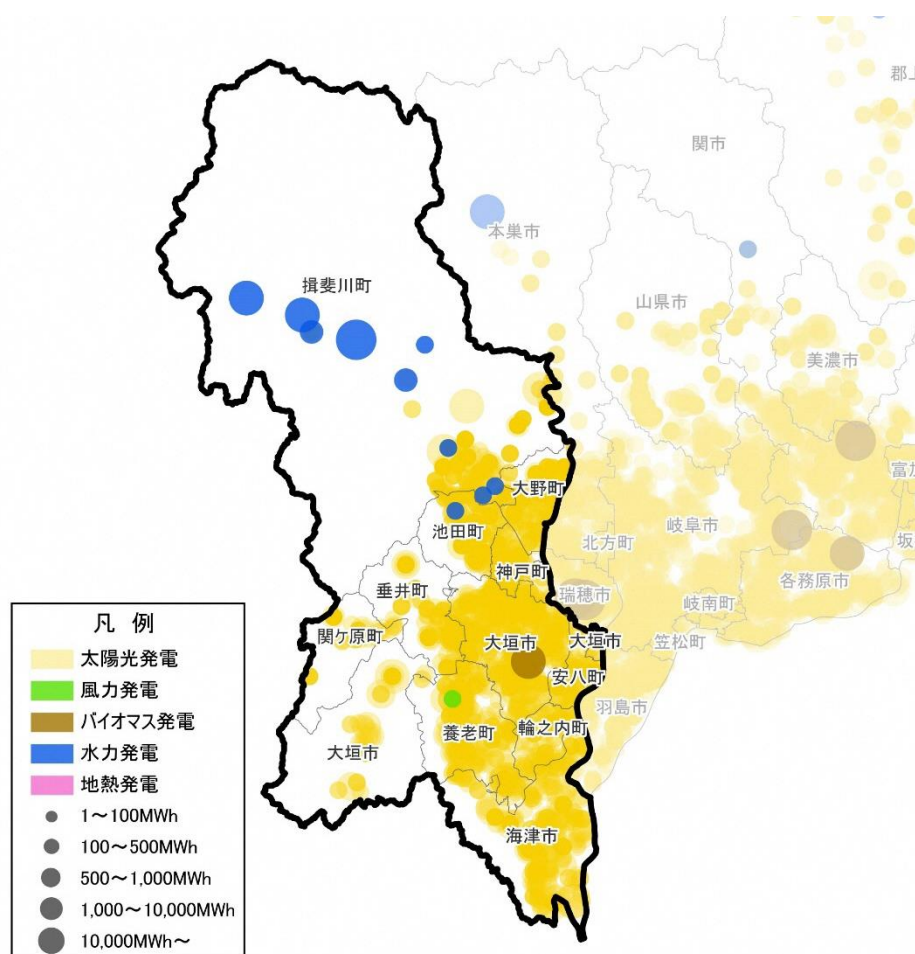 郡上
関市
本巣市
揖斐川町
山県市
美濃市
富加
大野町
岐阜市
池田町
北方町
坂
神戸町
各務原市
垂井町
瑞穂市
岐南町
関ケ原町
大垣市
大垣市
笠松町
安八町
羽島市
養老町
輪之内町
大垣市
海津市
凡例
太陽光発電
風力発電
バイオマス発電
水力発電
地熱発電
1～100MWh
100～500MWh
500～1,000MWh
1,000～10,000MWh
10,000MWh～